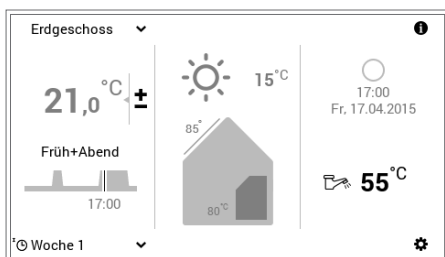 Erdgeschoss
21,0°C ±
Früh+Abend
17:00
Woche 1
15°C
85°
80°C
17:00
Fr, 17.04.2015
55°C